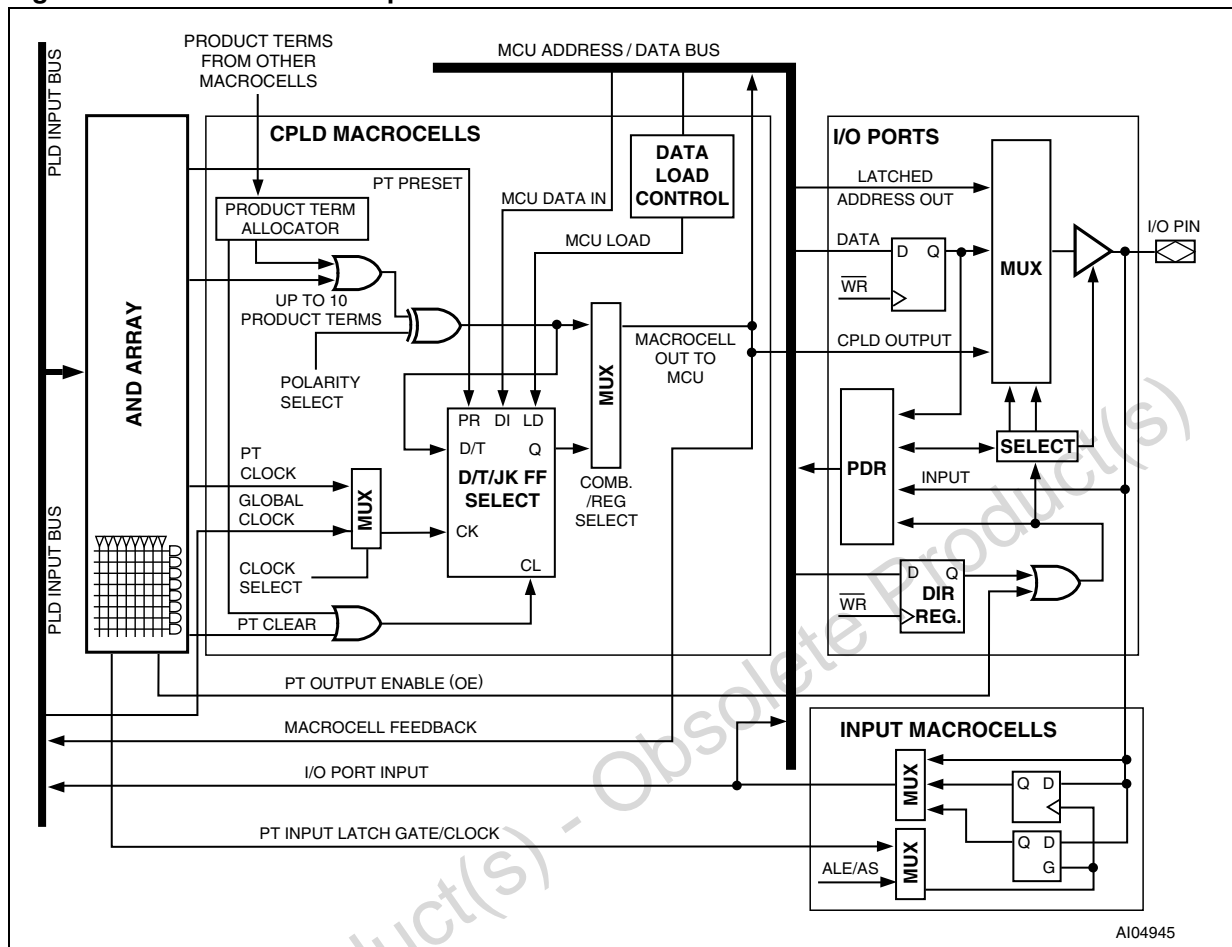 PRODUCT TERMS
FROM OTHER
MACROCELLS
MCU ADDRESS / DATA BUS
PLD INPUT BUS
CPLD MACROCELLS
I/O PORTS
DATA
LOAD
CONTROL
PT PRESET
MCU DATA IN
LATCHED
ADDRESS OUT
PRODUCT TERM
ALLOCATOR
MCU LOAD
DATA
D Q
WR
MUX
I/O PIN
AND ARRAY
UP TO 10
PRODUCT TERMS
POLARITY
SELECT
MUX
MACROCELL
OUT TO
MCU
CPLD OUTPUT
PR DI LD
D/T Q
D/T/JK FF
SELECT
CK
CL
COMB.
/REG
SELECT
PT
CLOCK
GLOBAL
CLOCK
MUX
CLOCK
SELECT
PT CLEAR
PDR
SELECT
INPUT
D Q
DIR
REG.
WR
PLD INPUT BUS
PT OUTPUT ENABLE (OE)
MACROCELL FEEDBACK
I/O PORT INPUT
INPUT MACROCELLS
MUX
Q D
Q D
G
PT INPUT LATCH GATE/CLOCK
MUX
ALE/AS
AI04945
duct(s) - Obsolete Product(s)